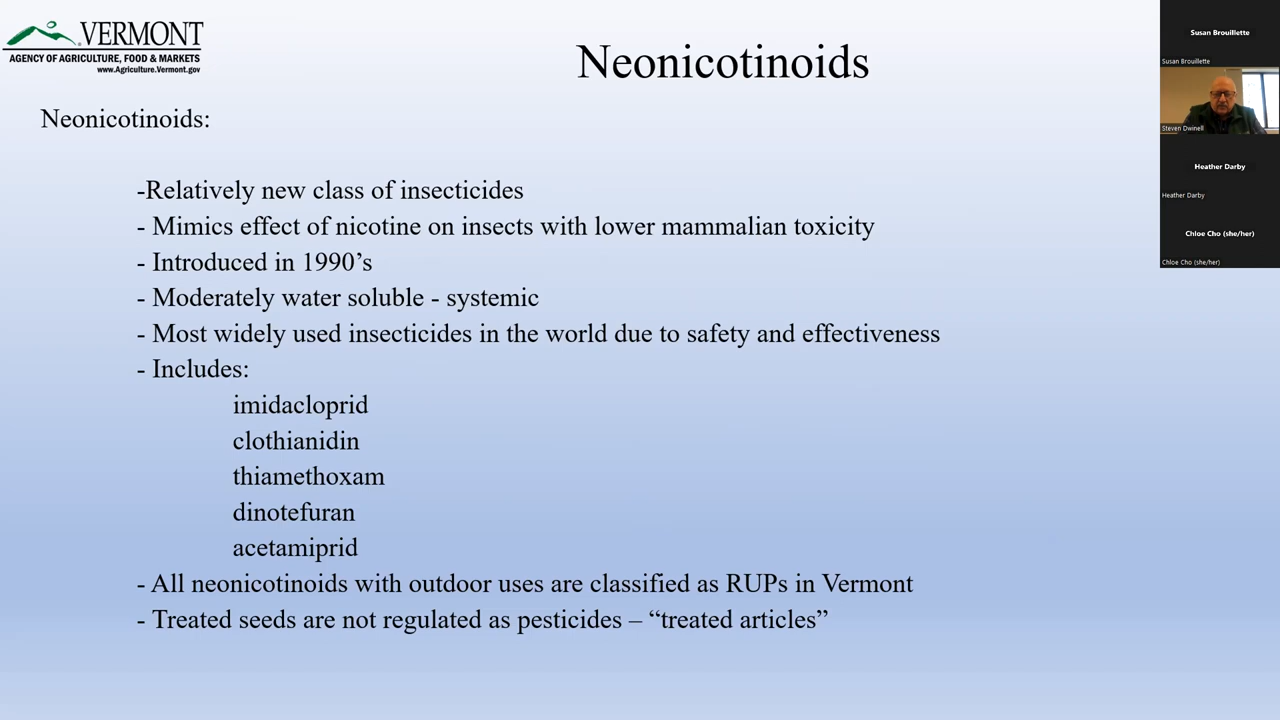 VERMONT
AGENCY OF AGRICULTURE, FOOD & MARKETS
www.Agriculture.Vermont.gov
Neonicotinoids
Neonicotinoids:
-Relatively new class of insecticides
- Mimics effect of nicotine on insects with lower mammalian toxicity
- Introduced in 1990’s
- Moderately water soluble - systemic
- Most widely used insecticides in the world due to safety and effectiveness
- Includes:
imidacloprid
clothianidin
thiamethoxam
dinotefuran
acetamiprid
- All neonicotinoids with outdoor uses are classified as RUPs in Vermont
- Treated seeds are not regulated as pesticides – “treated articles”
Susan Brouillette
Susan Brouillette
Steven Dwinell
Heather Darby
Heather Darby
Chloe Cho (she/her)
Chloe Cho (she/her)